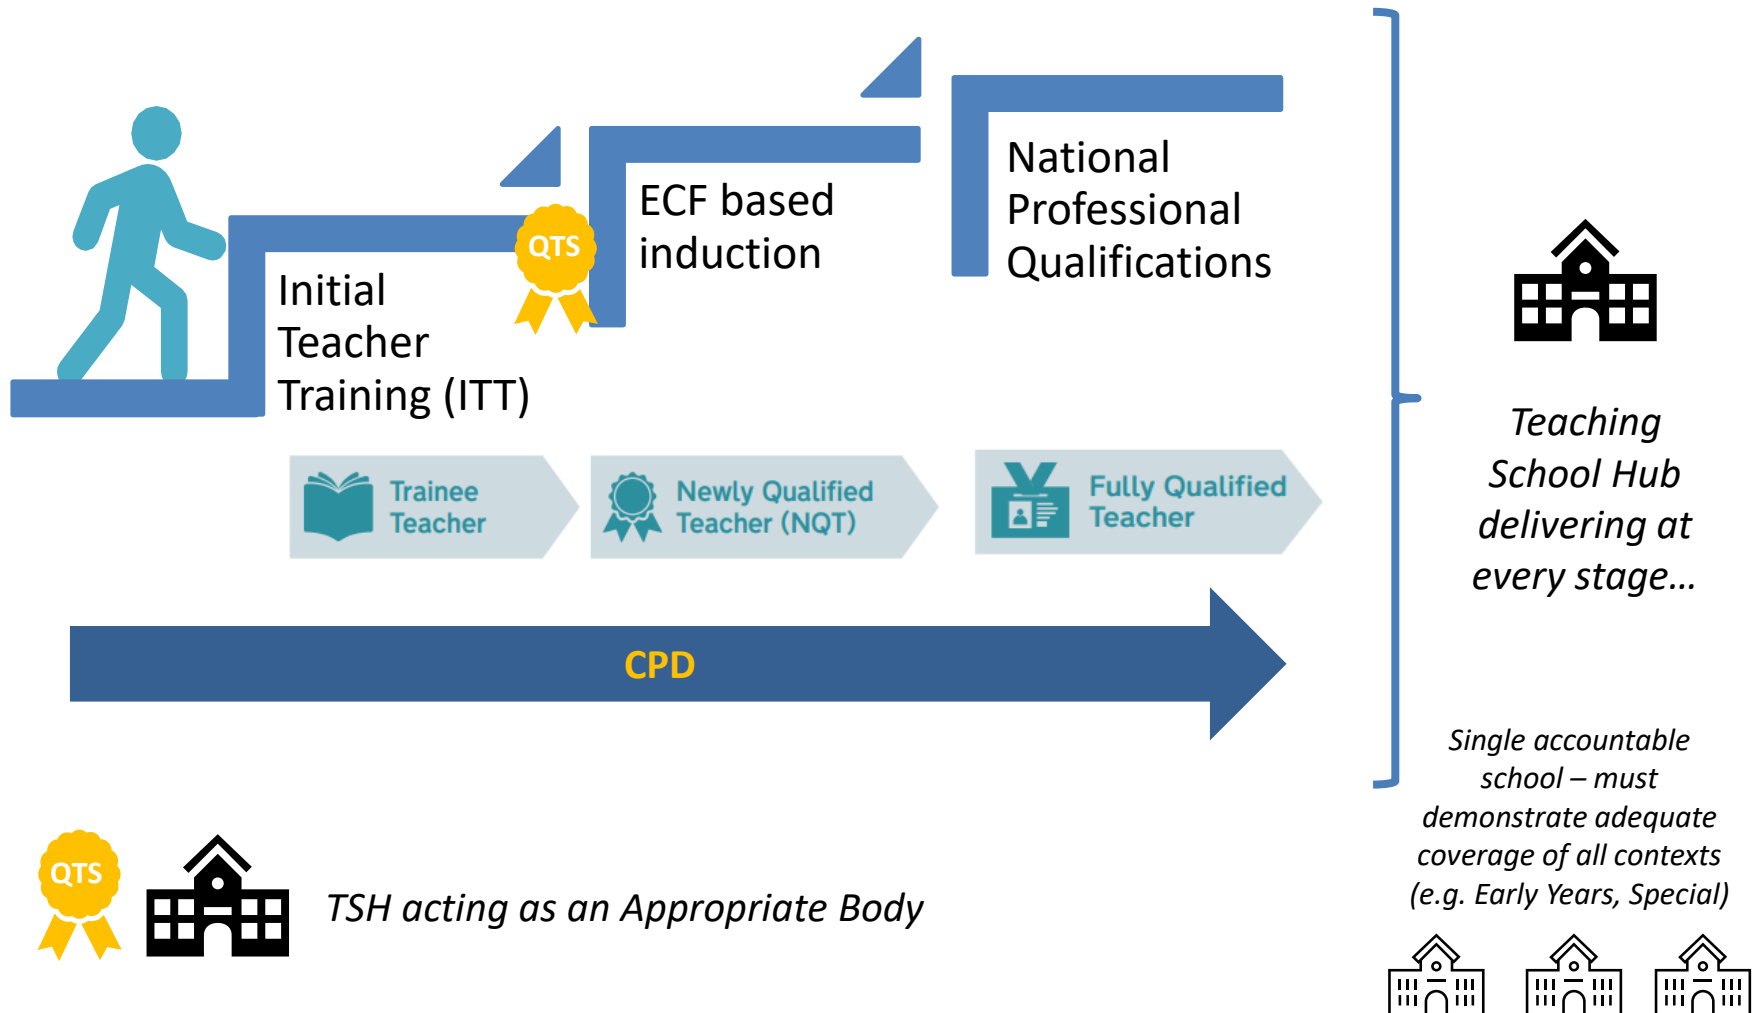 Initial
Teacher
Training (ITT)
QTS
ECF based
induction
National
Professional
Qualifications
Trainee
Teacher
Newly Qualified
Teacher (NQT)
Fully Qualified
Teacher
CPD
Teaching
School Hub
delivering at
every stage...
Single accountable
school – must
demonstrate adequate
coverage of all contexts
(e.g. Early Years, Special)
QTS
TSH acting as an Appropriate Body